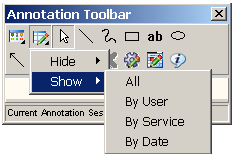 Annotation Toolbar
ab
Hide
Show
All
By User
By Service
By Date
Current Annotation Ses